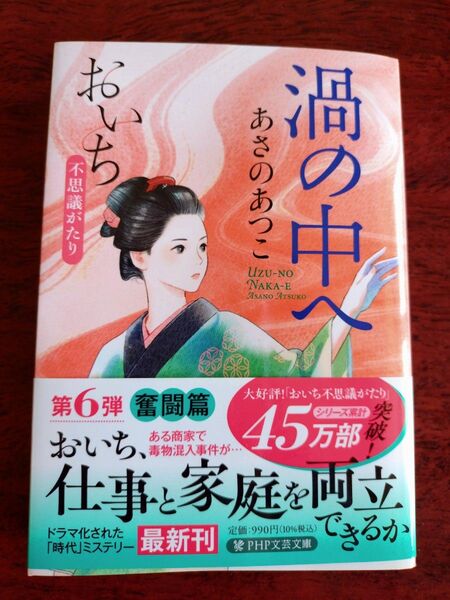 渦の中へ
あさのあつこ
UZU-NO
NAKA-E
ASANO ATSUKO
おいち
不思議がたり
第6弾
奮闘篇
大好評！「おいち不思議がたり」
シリーズ累計
45万部
突破！
ある商家で
毒物混入事件が…
おいち、
仕事と家庭を両立
できるか
ドラマ化された
「時代」ミステリー
最新刊
定価：990円(10%税込)
PHP文芸文庫